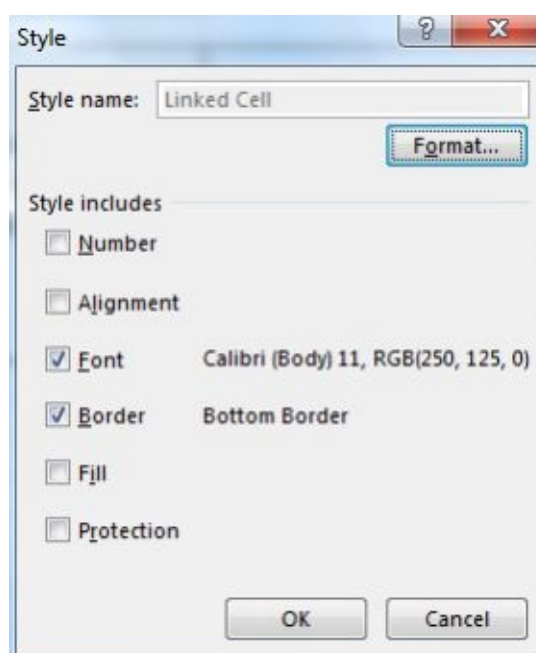 Style
?
X
Style name: Linked Cell
Format...
Style includes
Number
Alignment
Font Calibri (Body) 11, RGB(250, 125, 0)
Border Bottom Border
Fill
Protection
OK Cancel